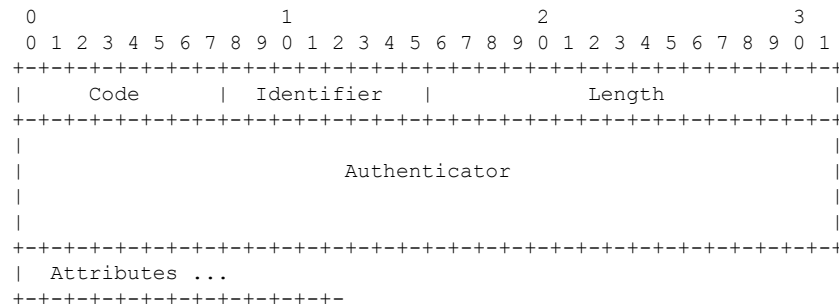 0                   1                   2                   3
0 1 2 3 4 5 6 7 8 9 0 1 2 3 4 5 6 7 8 9 0 1 2 3 4 5 6 7 8 9 0 1
+-+-+-+-+-+-+-+-+-+-+-+-+-+-+-+-+-+-+-+-+-+-+-+-+-+-+-+-+-+-+-+-+
|     Code      |  Identifier   |            Length             |
+-+-+-+-+-+-+-+-+-+-+-+-+-+-+-+-+-+-+-+-+-+-+-+-+-+-+-+-+-+-+-+-+
|                                                               |
|                         Authenticator                         |
|                                                               |
|                                                               |
+-+-+-+-+-+-+-+-+-+-+-+-+-+-+-+-+-+-+-+-+-+-+-+-+-+-+-+-+-+-+-+-+
|  Attributes ...
+-+-+-+-+-+-+-+-+-+-+-+-+-